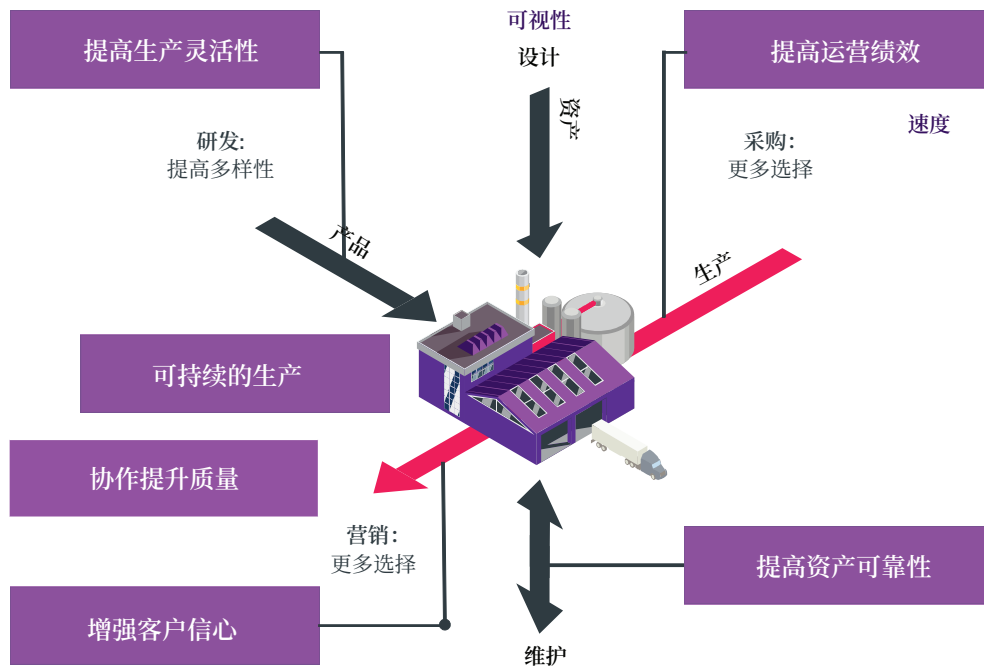 可视性
提高生产灵活性
设计
提高运营绩效
资产
速度
研发:
提高多样性
采购:
更多选择
产品
生产
可持续的生产
协作提升质量
营销:
更多选择
提高资产可靠性
增强客户信心
维护